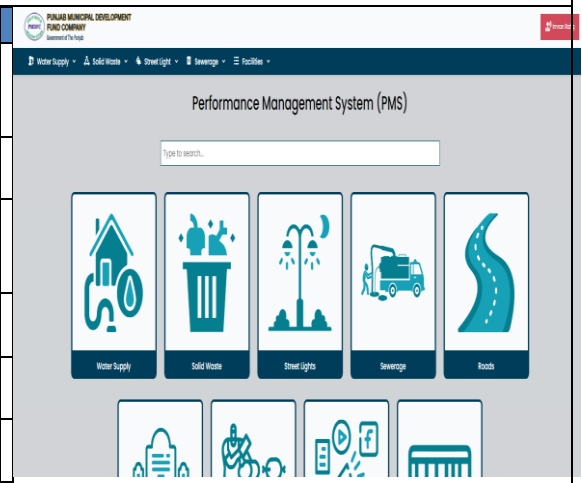 PUNJAB MUNICIPAL DEVELOPMENT
FUND COMPANY
Government of The Punjab
Water Supply
Solid Waste
Street Light
Sewerage
Facilities
Performance Management System (PMS)
Type to search...
Water Supply
Solid Waste
Street Lights
Sewerage
Roads